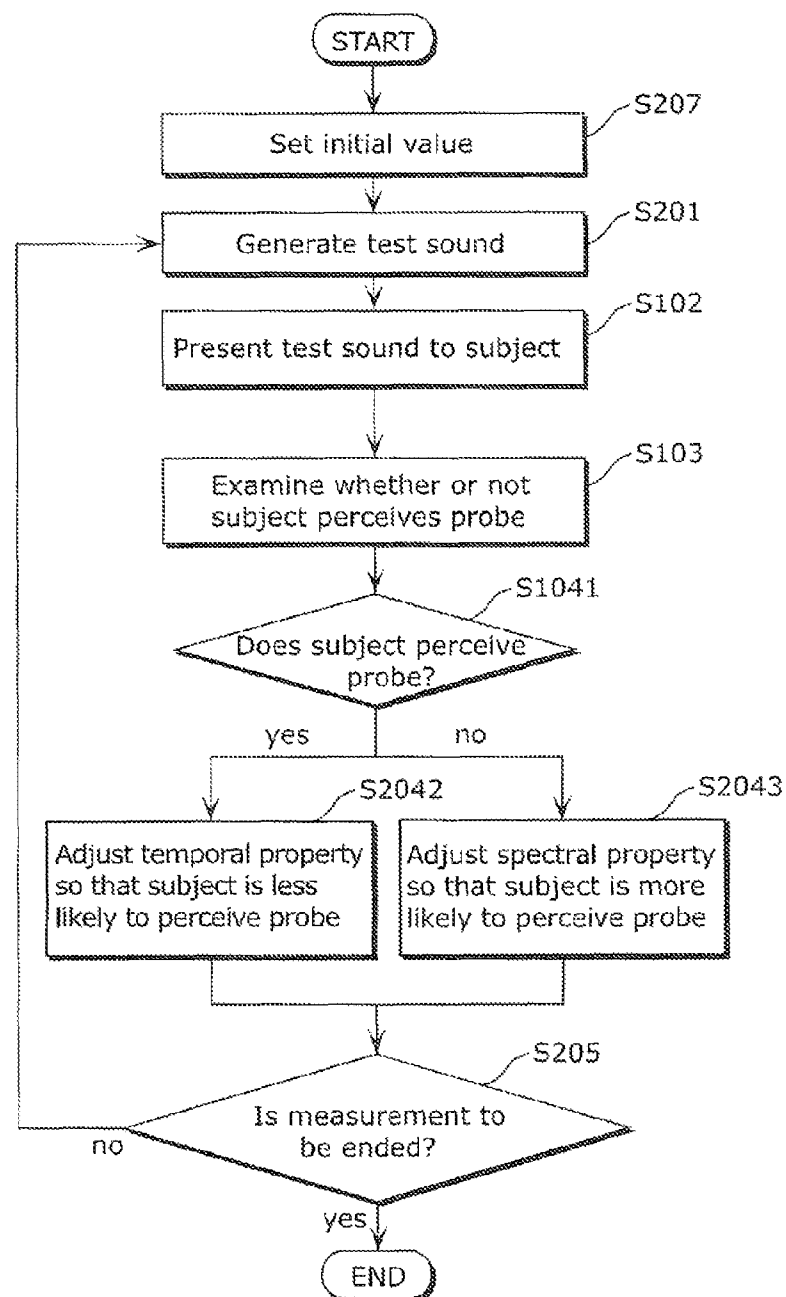 START
S207
Set initial value
S201
Generate test sound
S102
Present test sound to subject
S103
Examine whether or not
subject perceives probe
S1041
Does subject perceive
probe?
yes
no
S2042
S2043
Adjust temporal property
so that subject is less
likely to perceive probe
Adjust spectral property
so that subject is more
likely to perceive probe
S205
Is measurement to
be ended?
no
yes
END